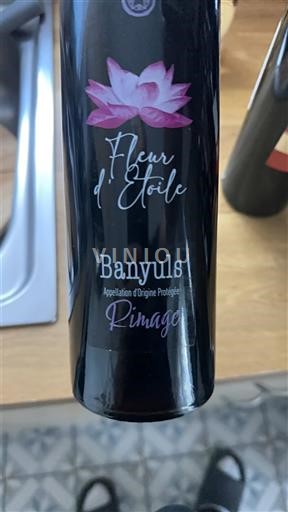 Fleur
d'Etoile
VINIOU
Banyuls
Appellation d'Origine Protégée
Rimage